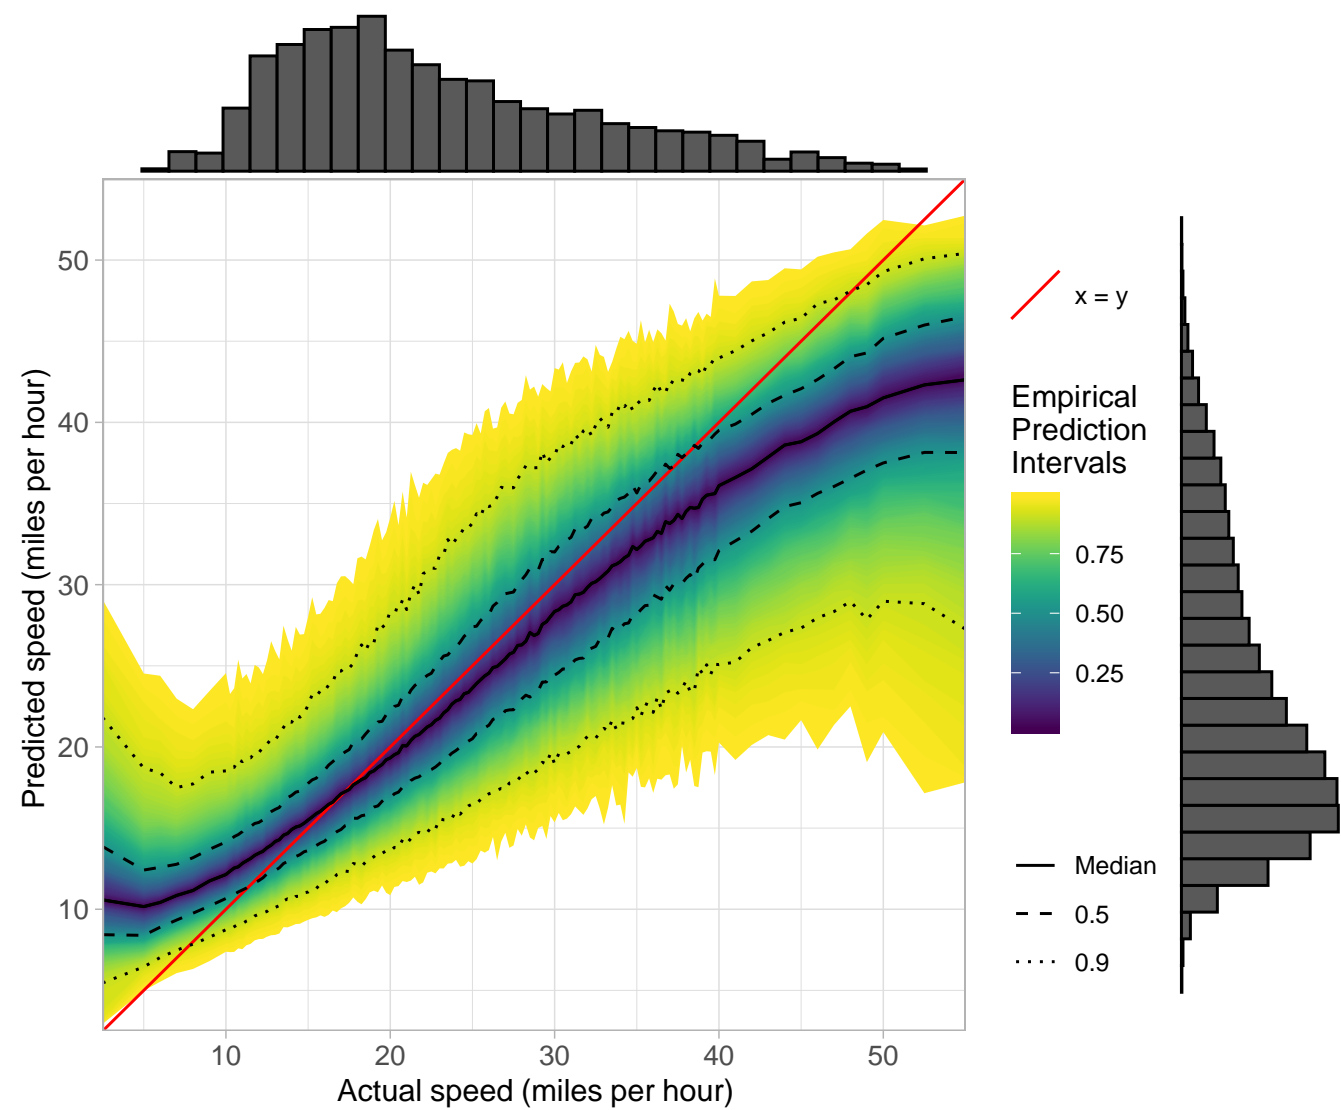 50
40
30
20
10
Predicted speed (miles per hour)
10 20 30 40 50
Actual speed (miles per hour)
x = y
Empirical
Prediction
Intervals
0.75
0.50
0.25
Median
0.5
0.9